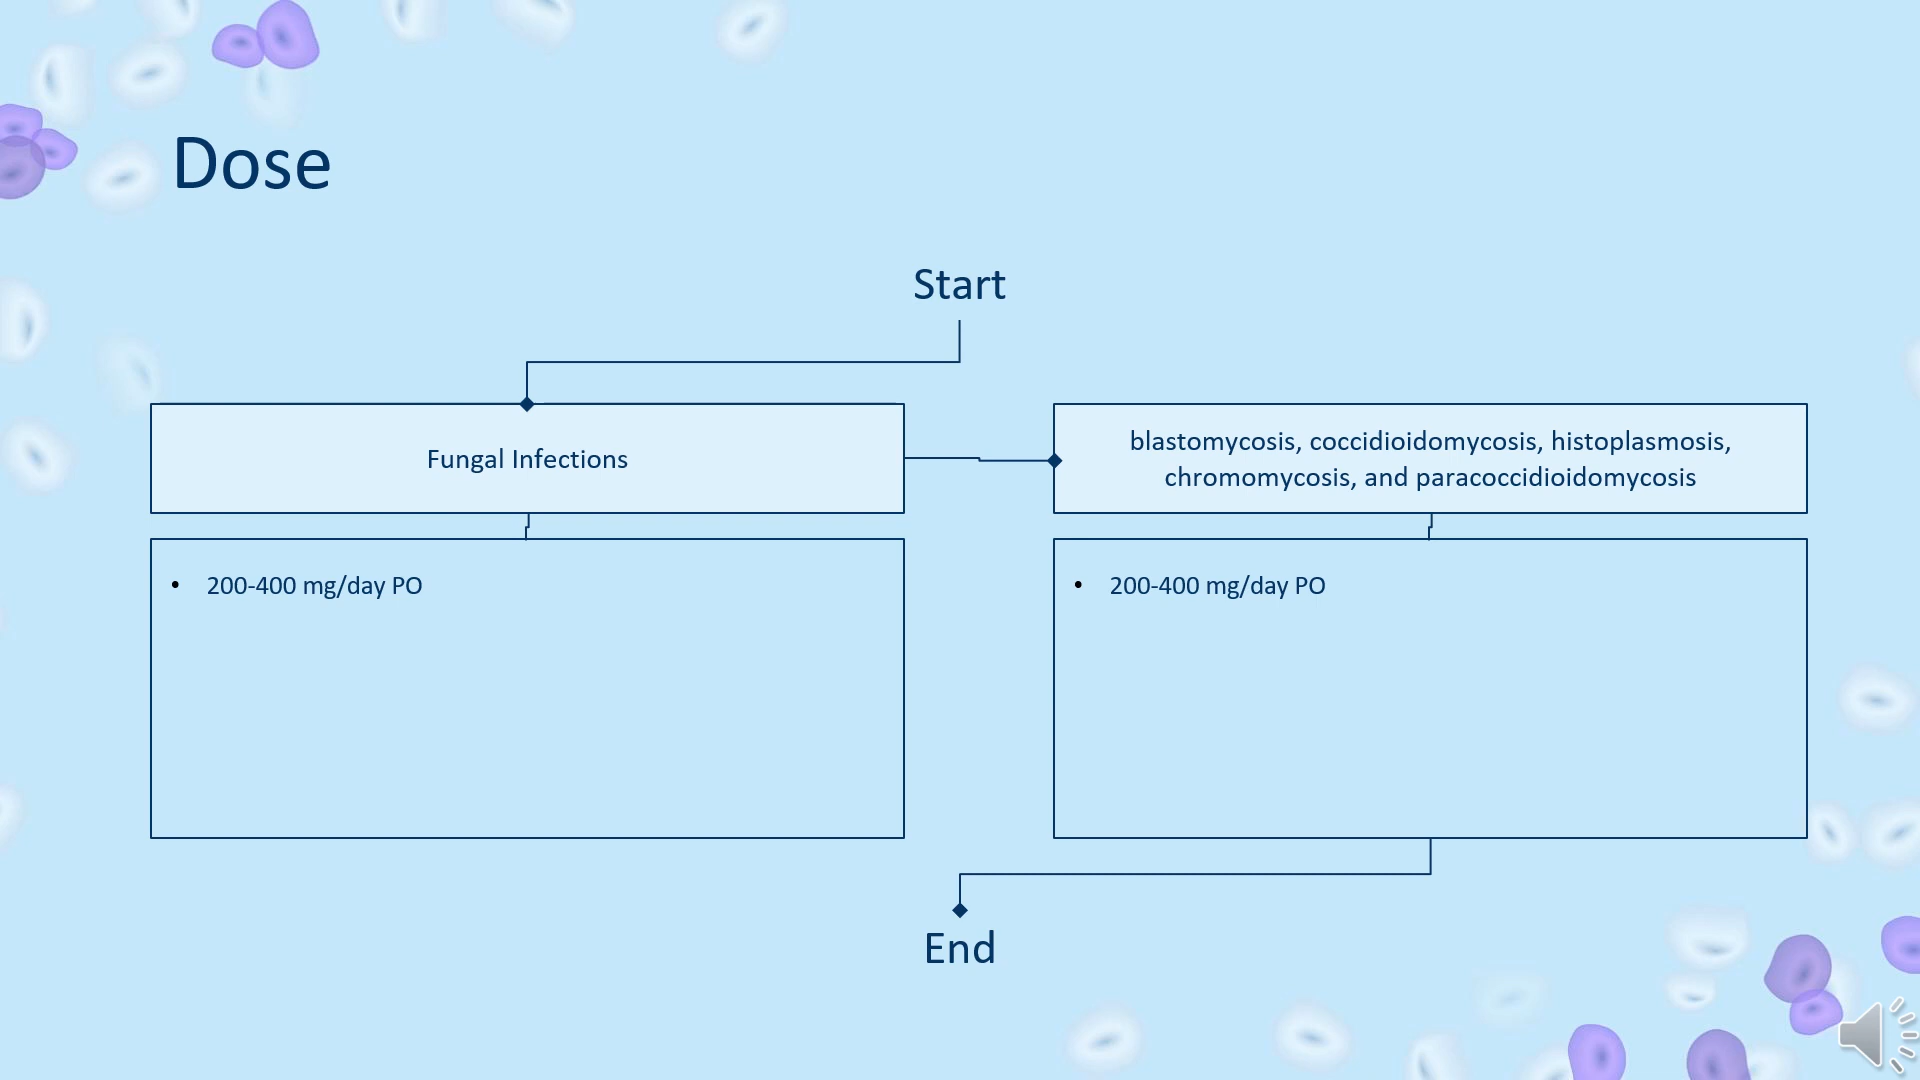 Dose
Start
Fungal Infections
blastomycosis, coccidioidomycosis, histoplasmosis,
chromomycosis, and paracoccidioidomycosis
• 200-400 mg/day PO
• 200-400 mg/day PO
End